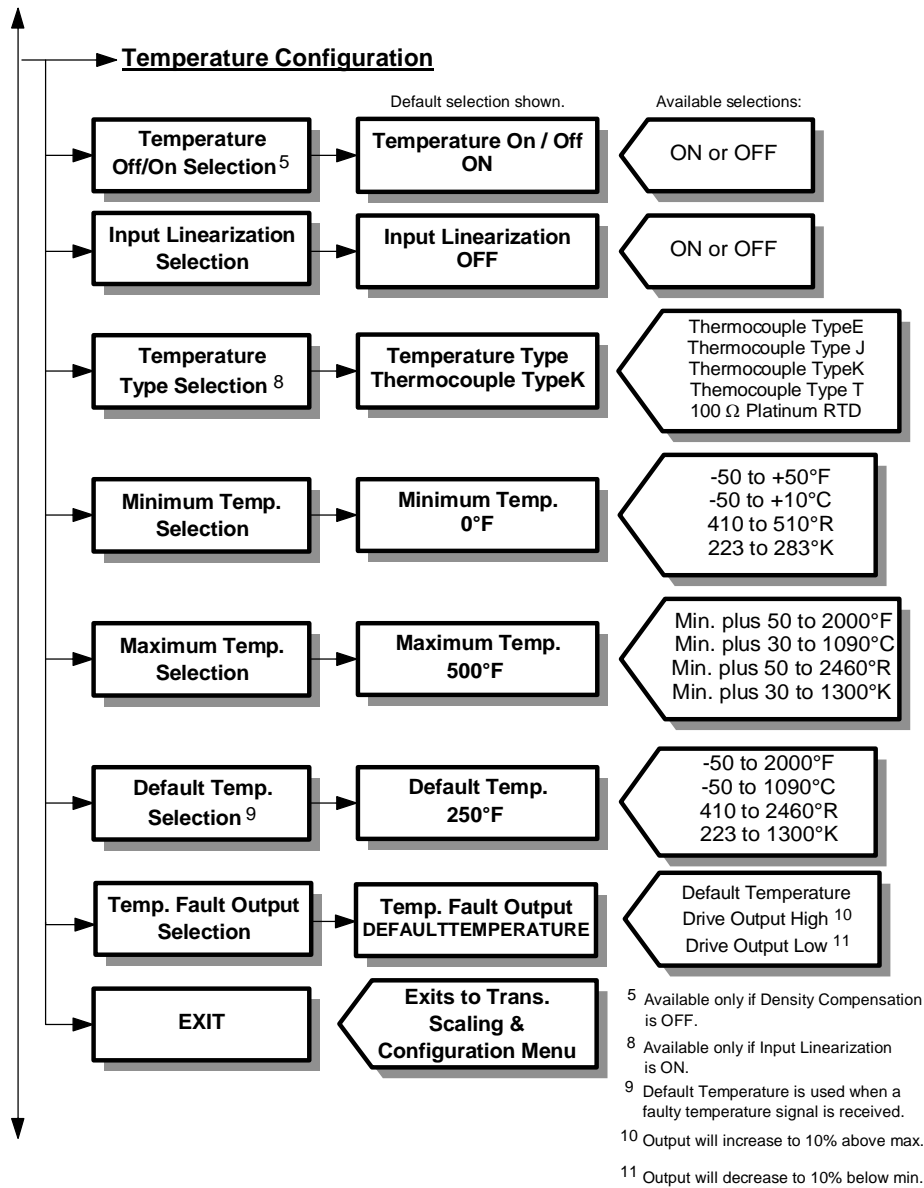 Temperature Configuration
Default selection shown.
Available selections:
Temperature
Off/On Selection 5
Temperature On / Off
ON
ON or OFF
Input Linearization
Selection
Input Linearization
OFF
ON or OFF
Temperature
Type Selection 8
Temperature Type
Thermocouple TypeK
Thermocouple TypeE
Thermocouple Type J
Thermocouple TypeK
Themocouple Type T
100 Ω Platinum RTD
Minimum Temp.
Selection
Minimum Temp.
0°F
-50 to +50°F
-50 to +10°C
410 to 510°R
223 to 283°K
Maximum Temp.
Selection
Maximum Temp.
500°F
Min. plus 50 to 2000°F
Min. plus 30 to 1090°C
Min. plus 50 to 2460°R
Min. plus 30 to 1300°K
Default Temp.
Selection 9
Default Temp.
250°F
-50 to 2000°F
-50 to 1090°C
410 to 2460°R
223 to 1300°K
Temp. Fault Output
Selection
Temp. Fault Output
DEFAULTTEMPERATURE
Default Temperature
Drive Output High 10
Drive Output Low 11
EXIT
Exits to Trans.
Scaling &
Configuration Menu
5 Available only if Density Compensation
is OFF.
8 Available only if Input Linearization
is ON.
9 Default Temperature is used when a
faulty temperature signal is received.
10 Output will increase to 10% above max.
11 Output will decrease to 10% below min.